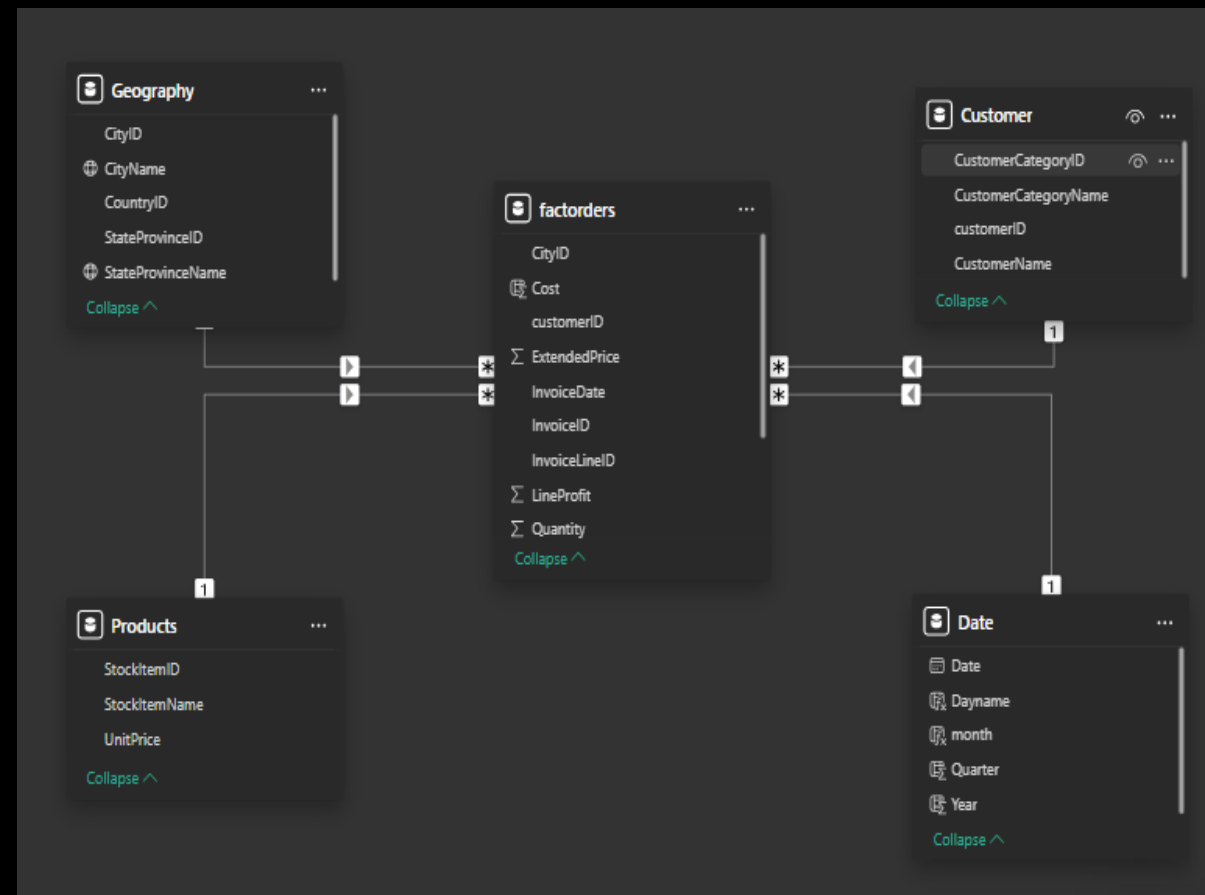 Geography
CityID
CityName
CountryID
StateProvinceID
StateProvinceName
Collapse
factorders
CityID
Cost
customerID
ExtendedPrice
InvoiceDate
InvoiceID
InvoiceLineID
LineProfit
Quantity
Collapse
Customer
CustomerCategoryID
CustomerCategoryName
customerID
CustomerName
Collapse
1
*
*
*
*
1
1
Products
StockItemID
StockItemName
UnitPrice
Collapse
Date
Date
Dayname
month
Quarter
Year
Collapse